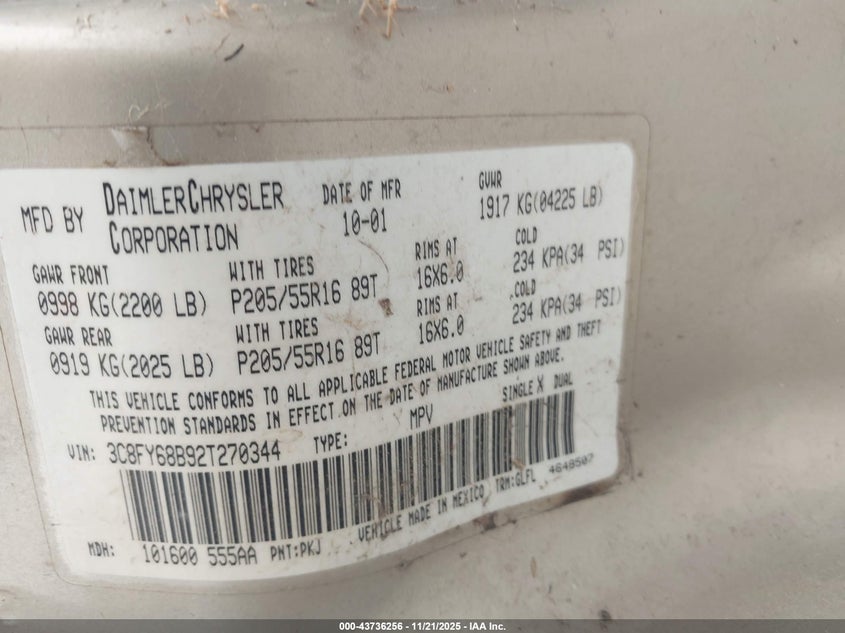 MFD BY DAIMLERCHRYSLER CORPORATION DATE OF MFR 10-01 GVWR 1917 KG(04225 LB)
GAWR FRONT WITH TIRES RIMS AT COLD
0998 KG(2200 LB) P205/55R16 89T 16X6.0 234 KPA(34 PSI)
GAWR REAR WITH TIRES RIMS AT COLD
0919 KG(2025 LB) P205/55R16 89T 16X6.0 234 KPA(34 PSI)
THIS VEHICLE CONFORMS TO ALL APPLICABLE FEDERAL MOTOR VEHICLE SAFETY AND THEFT
PREVENTION STANDARDS IN EFFECT ON THE DATE OF MANUFACTURE SHOWN ABOVE.
VIN: 3C8FY68B92T270344 TYPE: MPV SINGLE X DUAL
MDH: 101600 555AA PNT:PKJ VEHICLE MADE IN MEXICO TRM:GLFL 4648507
000-43736256 - 11/21/2025 - IAA Inc.